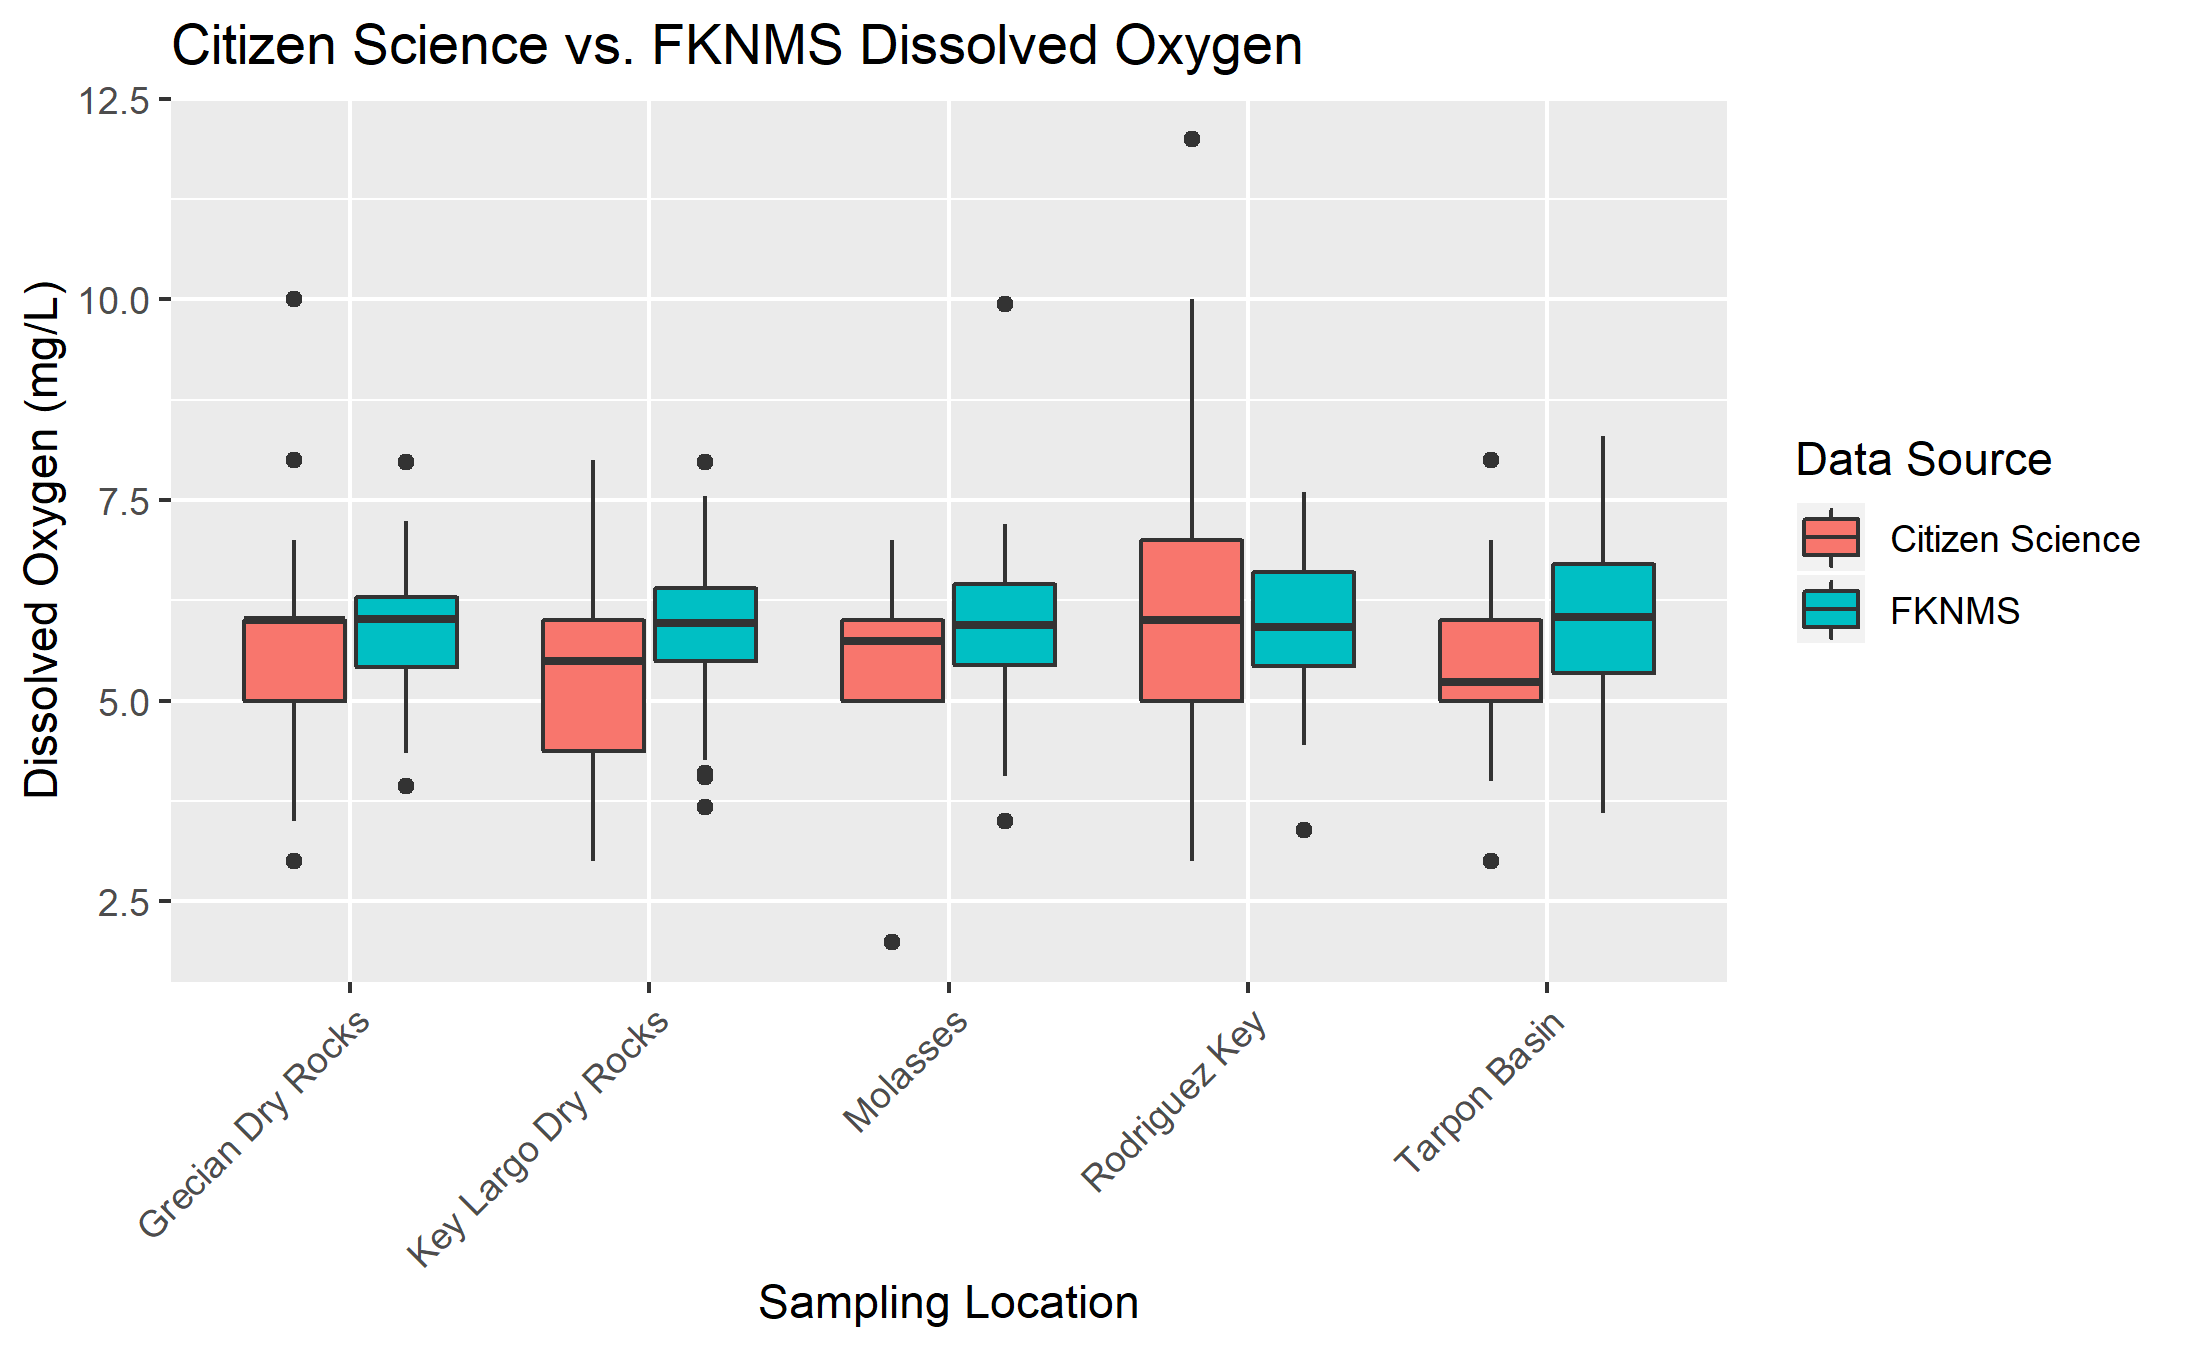 Citizen Science vs. FKNMS Dissolved Oxygen
Dissolved Oxygen (mg/L)
12.5
10.0
7.5
5.0
2.5
Grecian Dry Rocks
Key Largo Dry Rocks
Molasses
Rodriguez Key
Tarpon Basin
Sampling Location
Data Source
Citizen Science
FKNMS